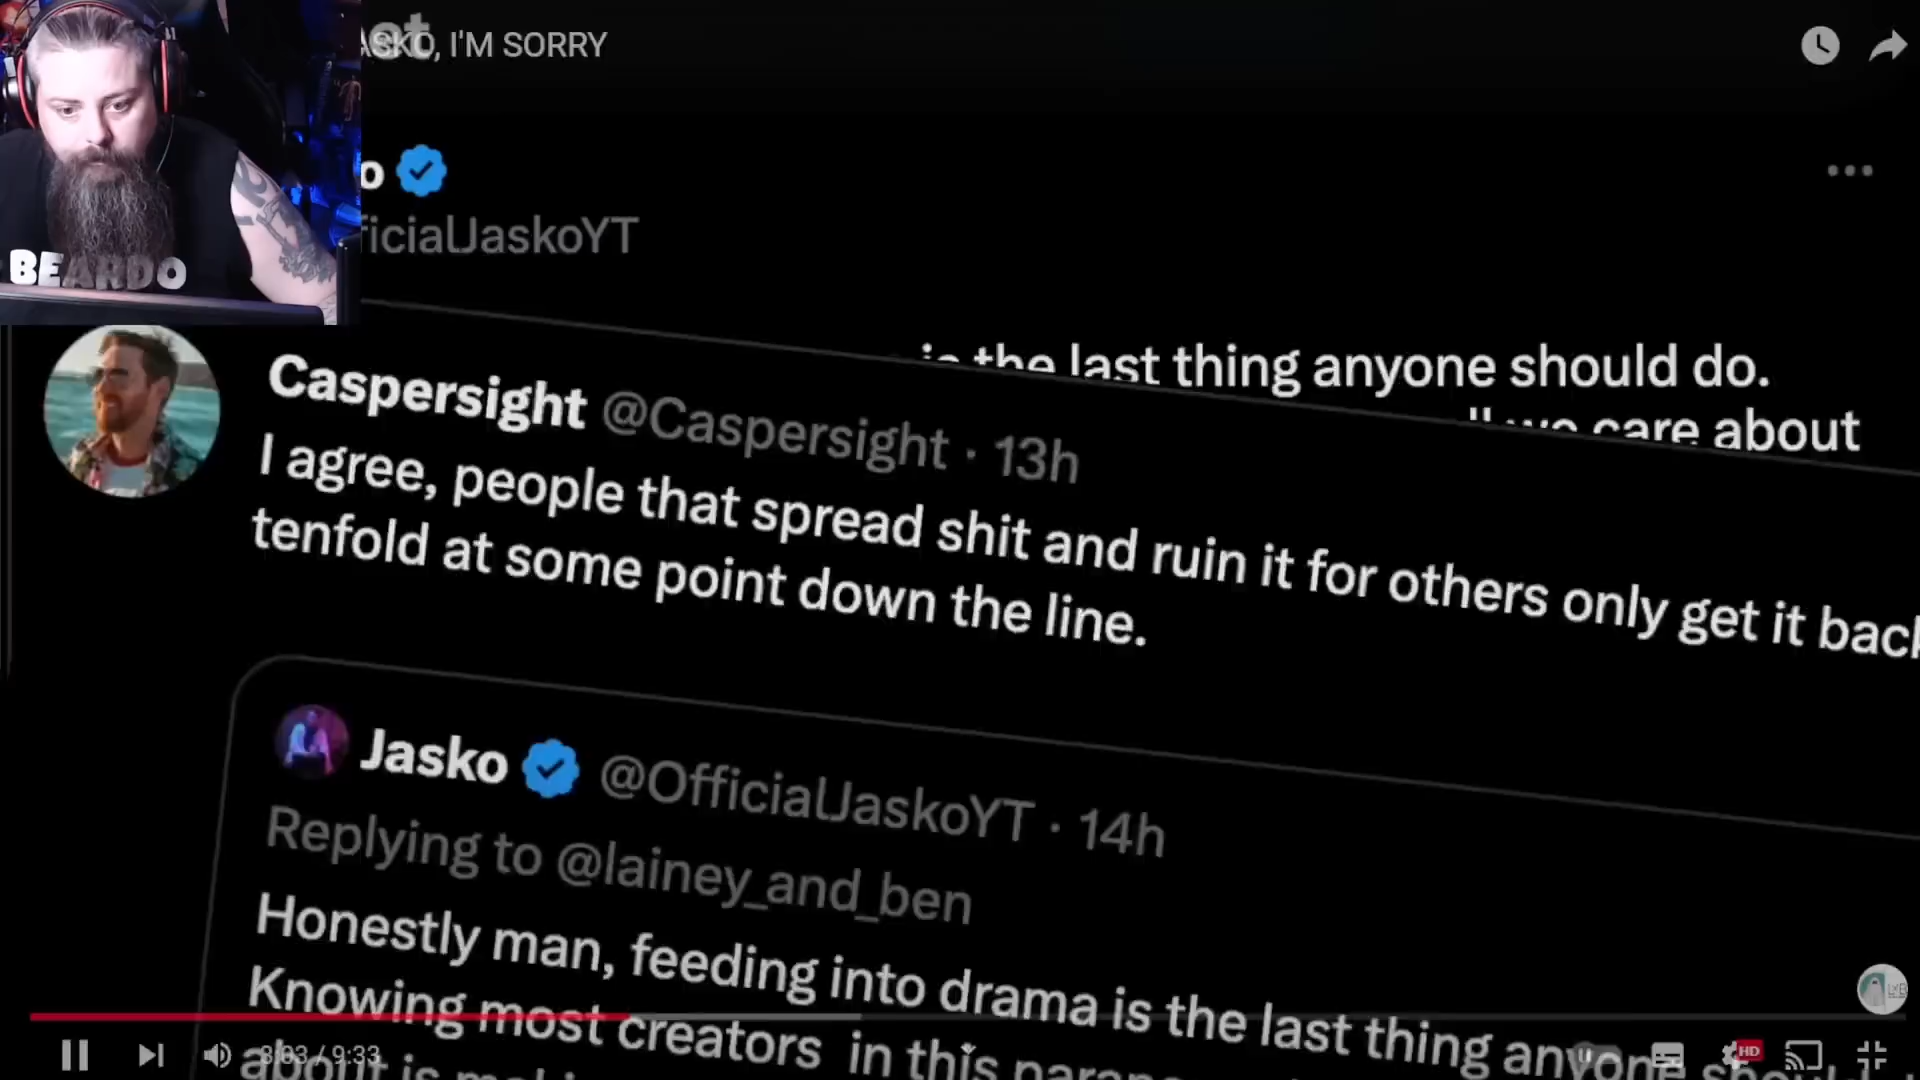 ASKO, I'M SORRY
BEARDO
o
ficialJaskoYT
the last thing anyone should do.
we care about
Caspersight @Caspersight · 13h
I agree, people that spread shit and ruin it for others only get it back
tenfold at some point down the line.
Jasko @OfficialJaskoYT · 14h
Replying to @lainey_and_ben
Honestly man, feeding into drama is the last thing anyone
Knowing most creators in this
about is
3:03 / 9:33
HD